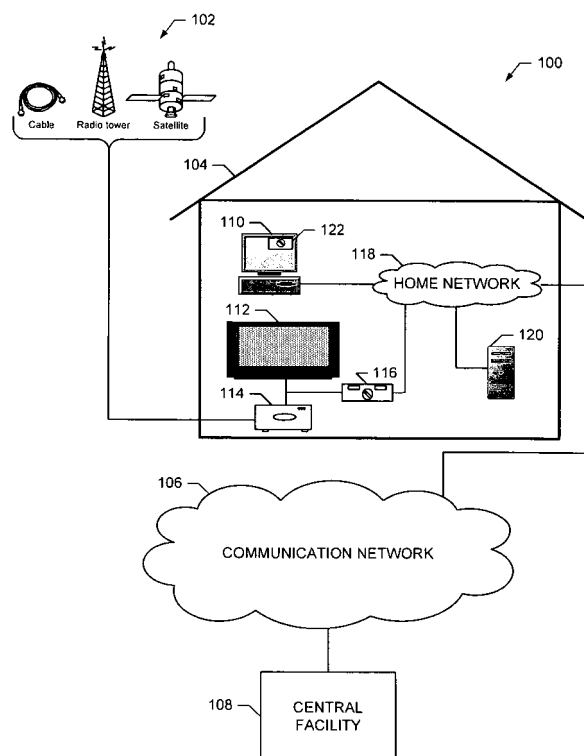 102
100
Cable Radio tower Satellite
104
110
122
118
HOME NETWORK
112
120
116
114
106
COMMUNICATION NETWORK
108
CENTRAL
FACILITY